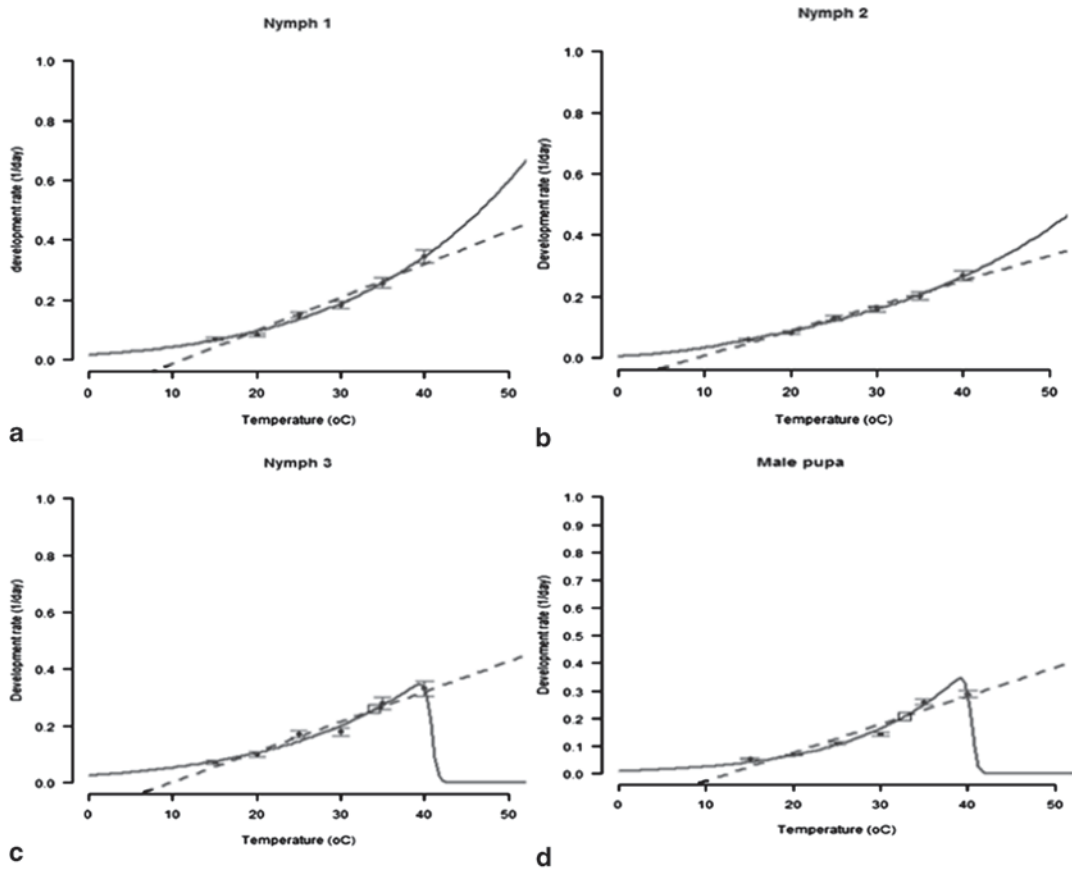 Nymph 1
development rate (1/day)
1.0
0.8
0.6
0.4
0.2
0.0
0 10 20 30 40 50
Temperature (oC)
a
Nymph 2
Development rate (1/day)
1.0
0.8
0.6
0.4
0.2
0.0
0 10 20 30 40 50
Temperature (oC)
b
Nymph 3
Development rate (1/day)
1.0
0.8
0.6
0.4
0.2
0.0
0 10 20 30 40 50
Temperature (oC)
c
Male pupa
Development rate (1/day)
1.0
0.9
0.8
0.7
0.6
0.5
0.4
0.3
0.2
0.1
0.0
0 10 20 30 40 50
Temperature (oC)
d